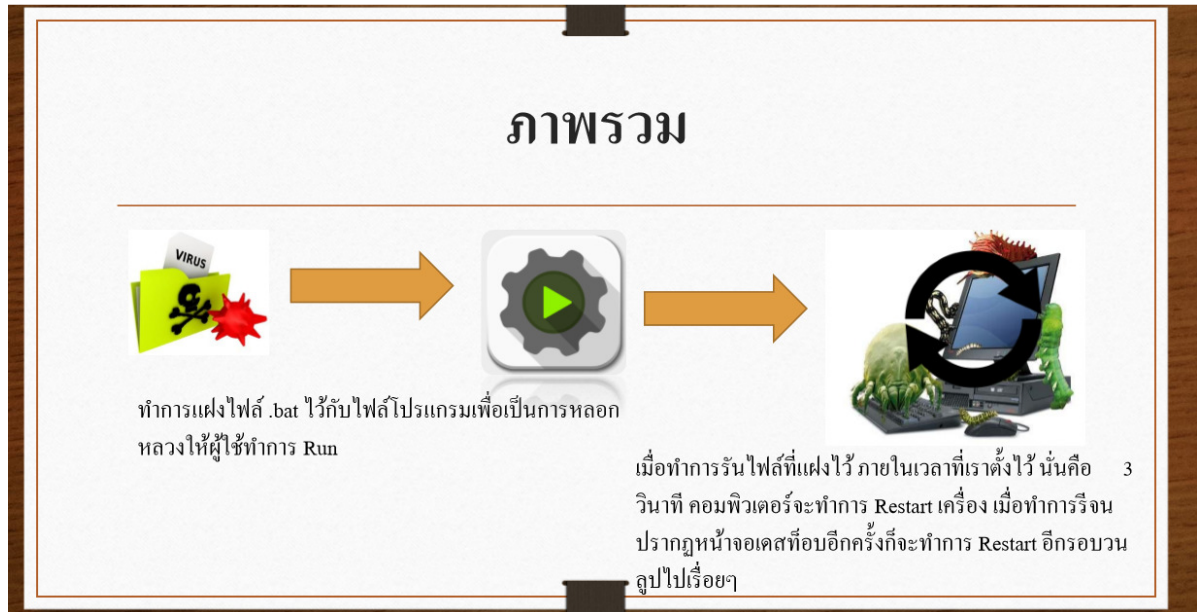 ภาพรวม
VIRUS
ทำการแฝงไฟล์ .bat ไว้กับไฟล์โปรแกรมเพื่อเป็นการหลอก
หลวงให้ผู้ใช้ทำการ Run
เมื่อทำการรันไฟล์ที่แฝงไว้ ภายในเวลาที่เราตั้งไว้ นั่นคือ 3
วินาที คอมพิวเตอร์จะทำการ Restart เครื่อง เมื่อทำการรีจน
ปรากฏหน้าจอเดสท็อบอีกครั้งก็จะทำการ Restart อีกรอบวน
ลูปไปเรื่อยๆ